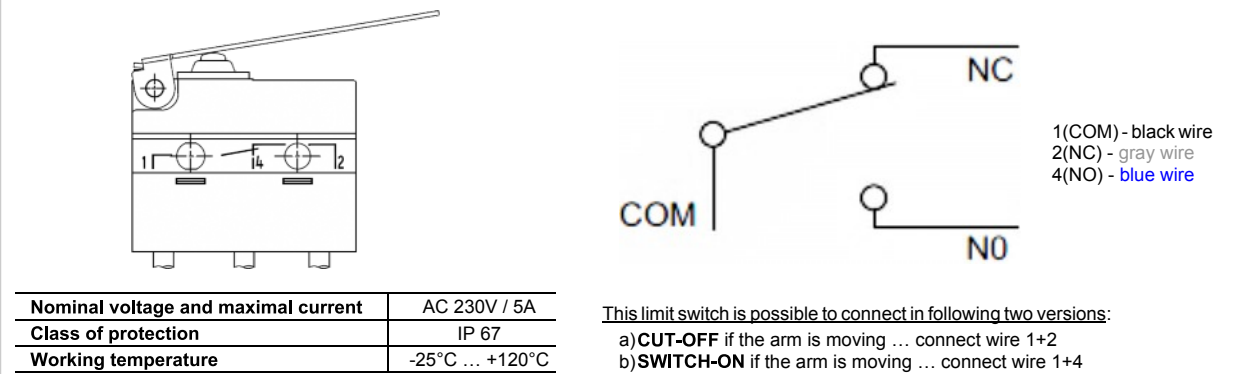 1 4 2
NC
COM
N0
1(COM) - black wire
2(NC) - gray wire
4(NO) - blue wire
Nominal voltage and maximal current AC 230V / 5A
Class of protection IP 67
Working temperature -25°C … +120°C
This limit switch is possible to connect in following two versions:
a) CUT-OFF if the arm is moving … connect wire 1+2
b) SWITCH-ON if the arm is moving … connect wire 1+4